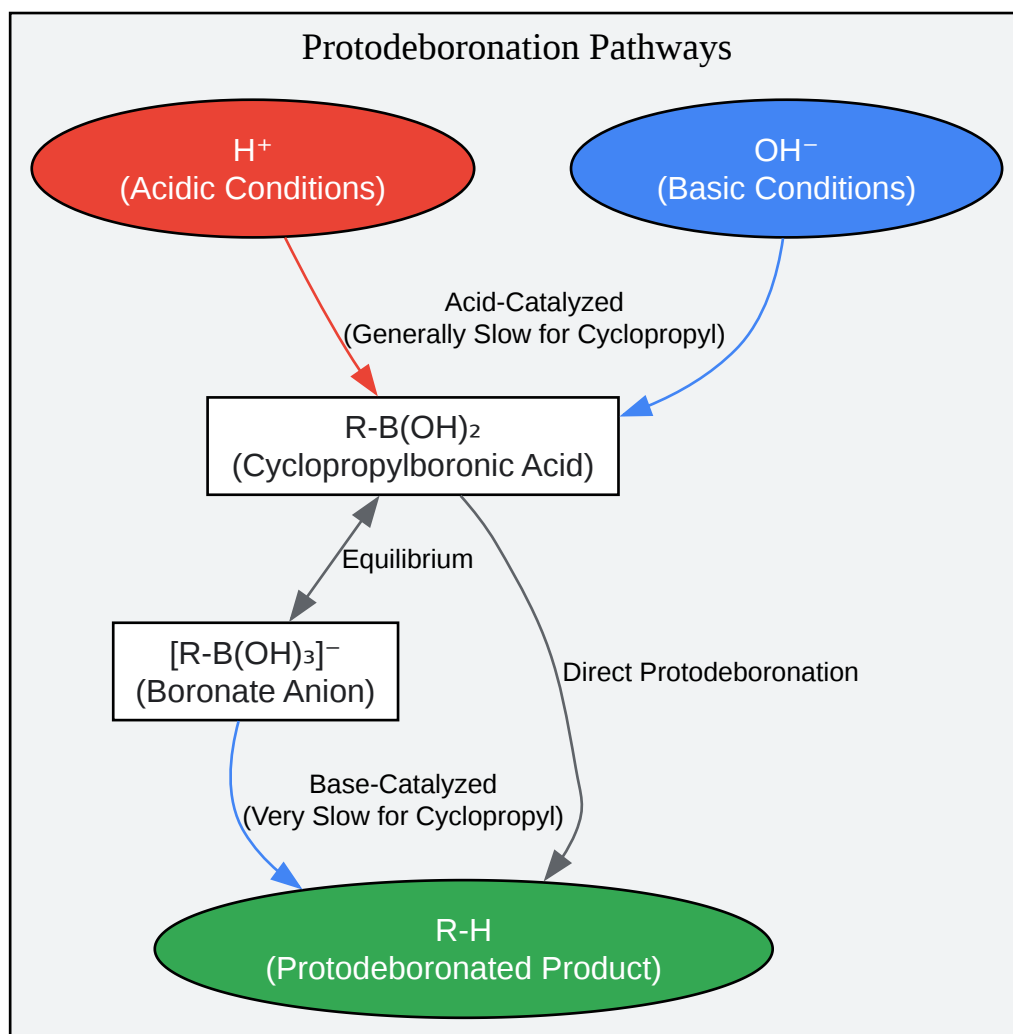 Protodeboronation Pathways
H⁺
(Acidic Conditions)
OH⁻
(Basic Conditions)
Acid-Catalyzed
(Generally Slow for Cyclopropyl)
R-B(OH)₂
(Cyclopropylboronic Acid)
Equilibrium
[R-B(OH)₃]⁻
(Boronate Anion)
Direct Protodeboronation
Base-Catalyzed
(Very Slow for Cyclopropyl)
R-H
(Protodeboronated Product)